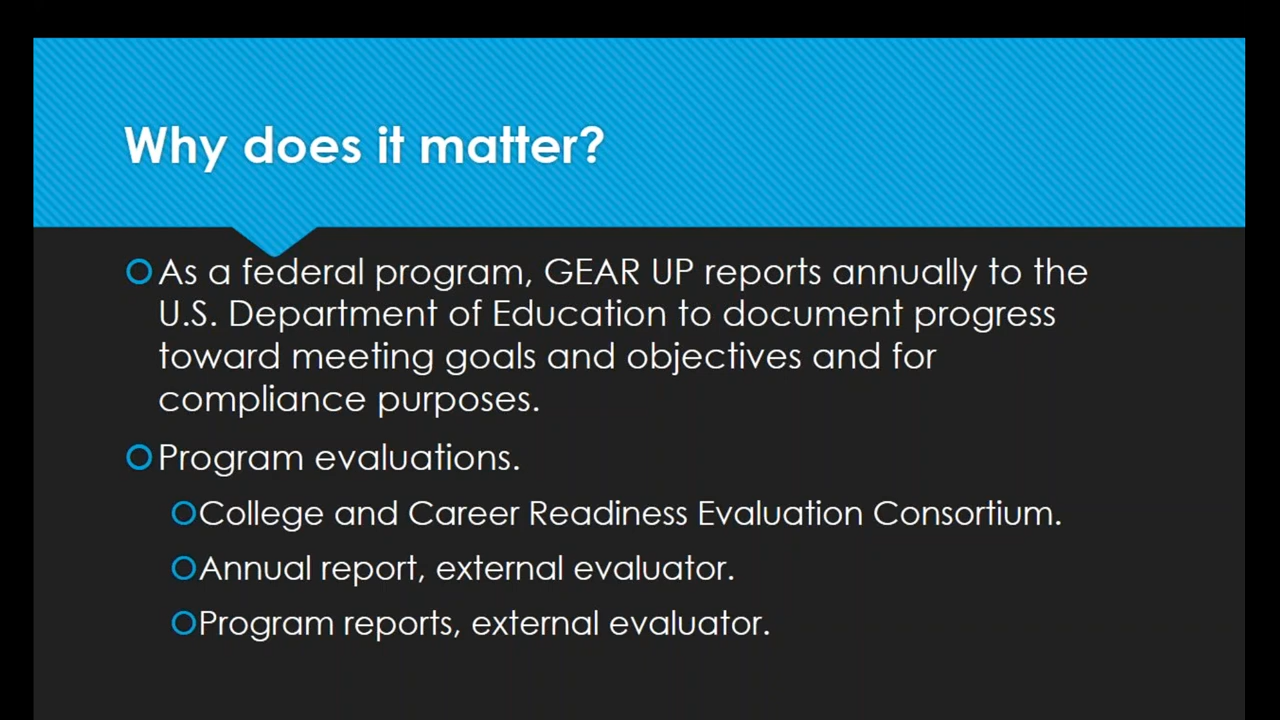 Why does it matter?
As a federal program, GEAR UP reports annually to the
U.S. Department of Education to document progress
toward meeting goals and objectives and for
compliance purposes.
Program evaluations.
College and Career Readiness Evaluation Consortium.
Annual report, external evaluator.
Program reports, external evaluator.